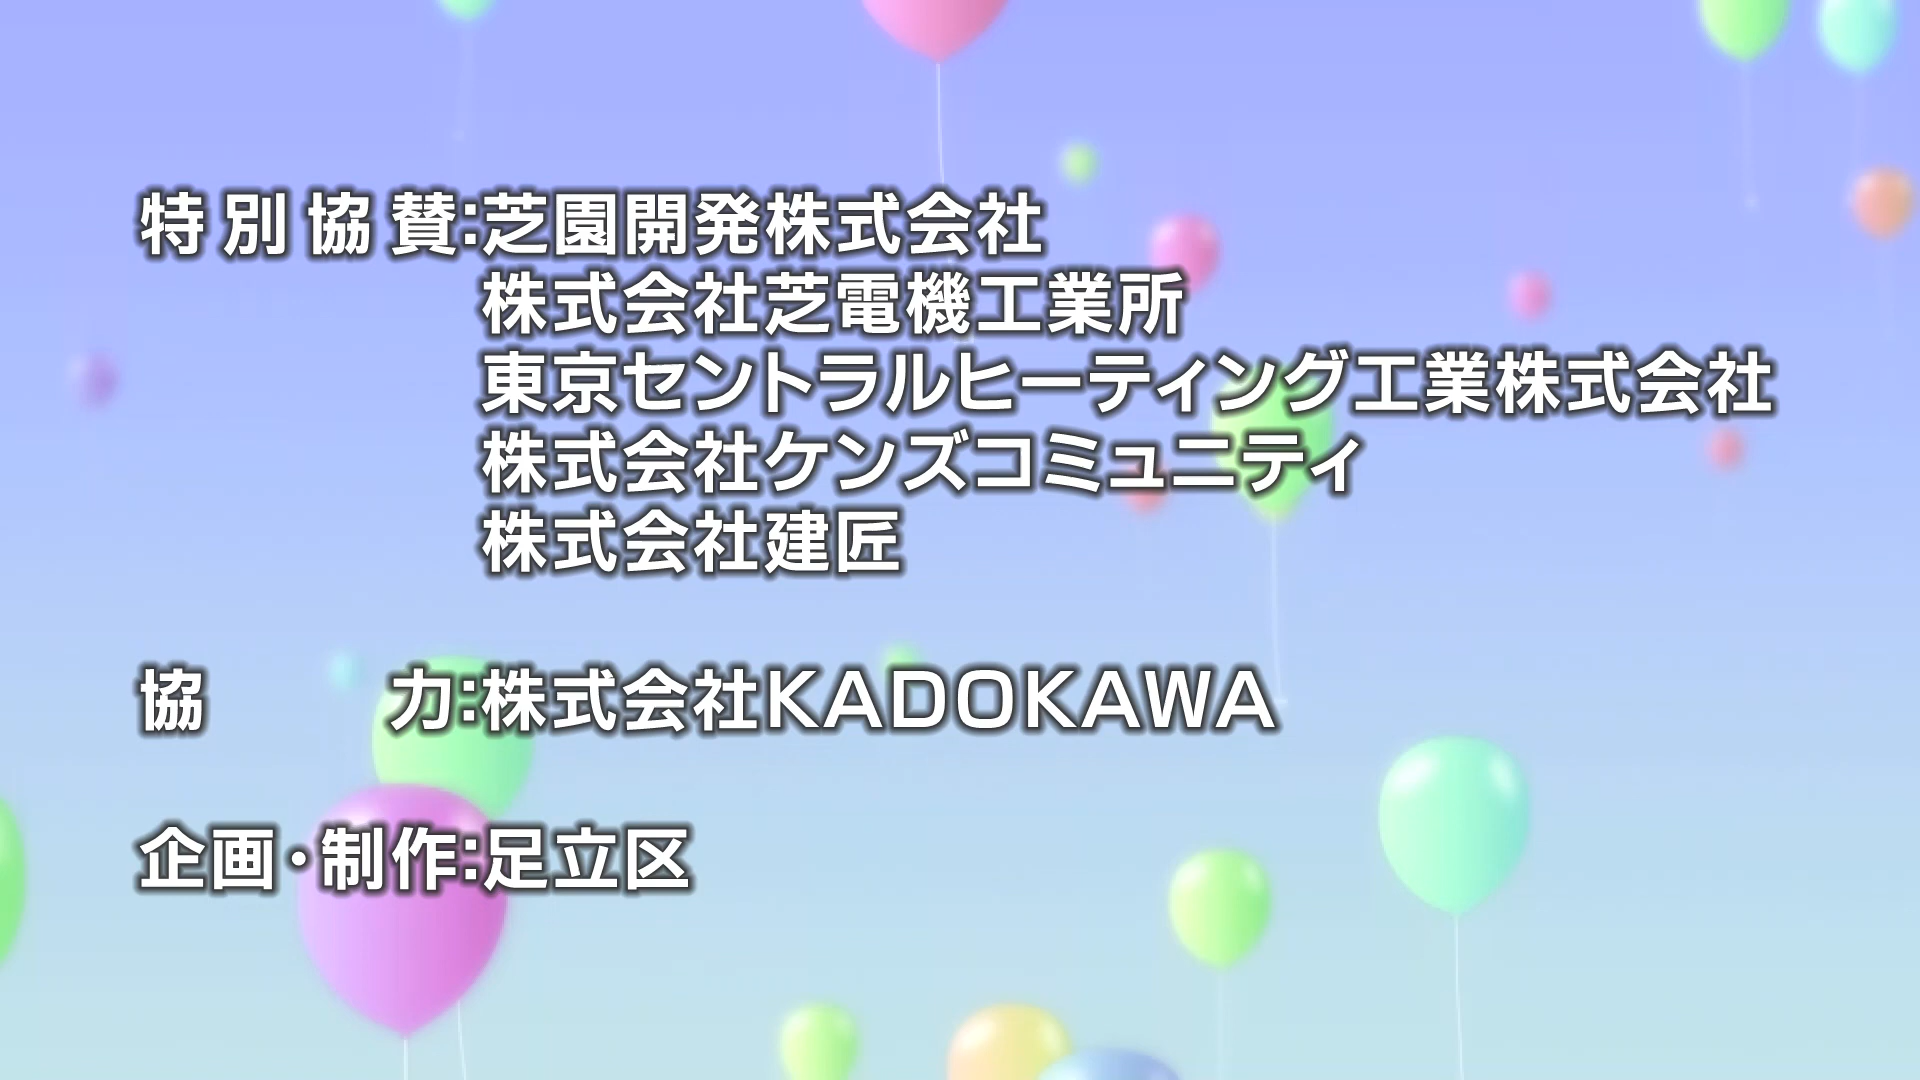 特別協賛:芝園開発株式会社
株式会社芝電機工業所
東京セントラルヒーティング工業株式会社
株式会社ケンズコミュニティ
株式会社建匠
協力:株式会社KADOKAWA
企画・制作:足立区